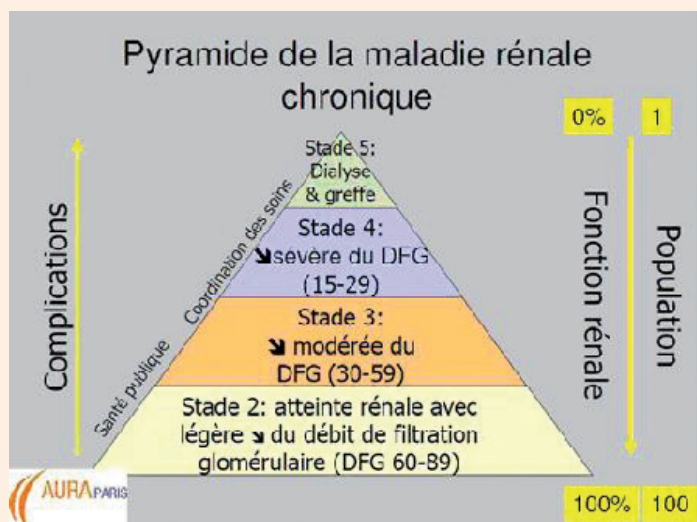 Pyramide de la maladie rénale
chronique
0% 1
Stade 5:
Dialyse
& greffe
Stade 4:
↘sévère du DFG
(15-29)
Stade 3:
↘ modérée du
DFG (30-59)
Stade 2: atteinte rénale avec
légère ↘ du débit de filtration
glomérulaire (DFG 60-89)
Complications
Santé publique
Coordination des soins
Fonction rénale
Population
AURA PARIS
100% 100